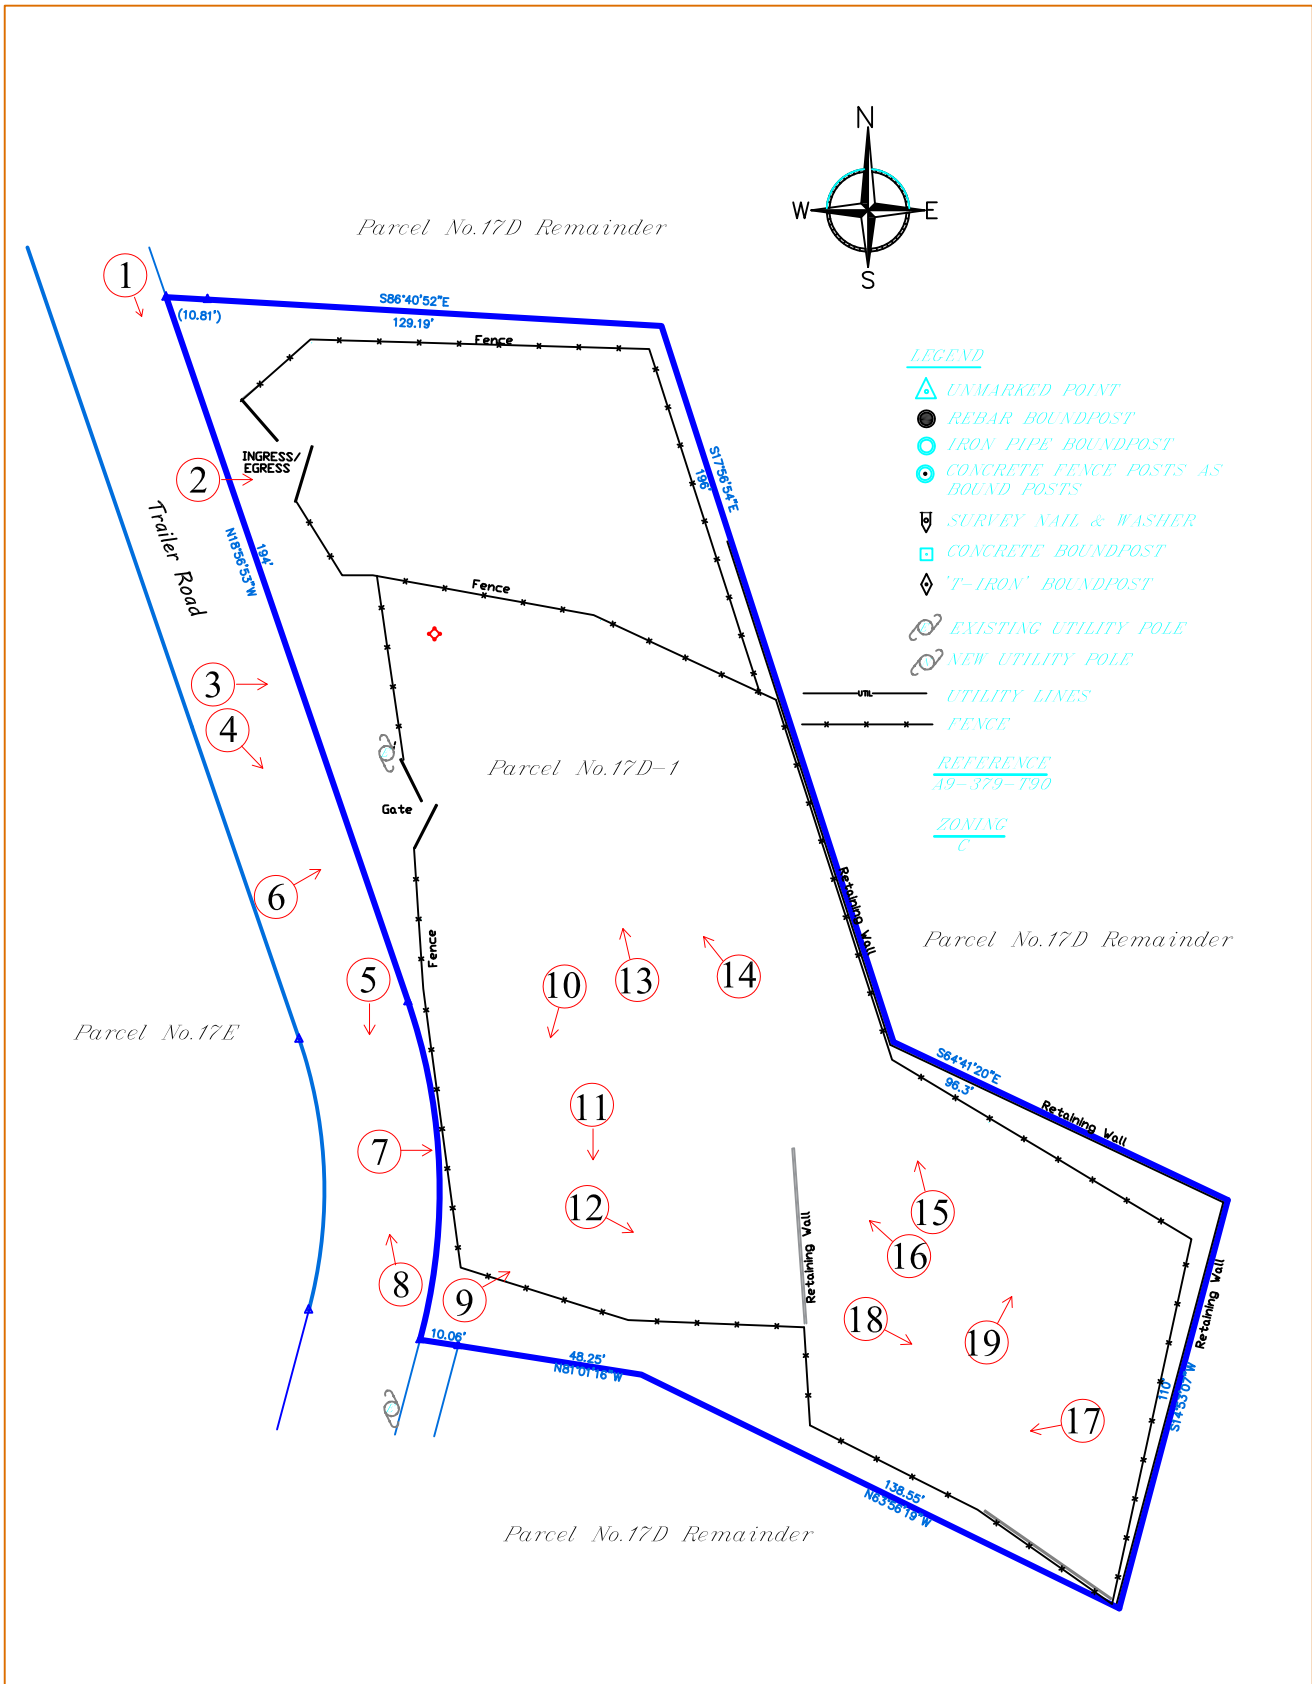 N
W
E
S
Parcel No.17D Remainder
1
(10.81')
S86°40'52"E
129.19'
Fence
LEGEND
UNMARKED POINT
REBAR BOUNDPOST
IRON PIPE BOUNDPOST
CONCRETE FENCE POSTS AS
BOUND POSTS
SURVEY NAIL & WASHER
CONCRETE BOUNDPOST
'T-IRON' BOUNDPOST
EXISTING UTILITY POLE
NEW UTILITY POLE
UTIL
UTILITY LINES
FENCE
REFERENCE
A9-379-T90
ZONING
C
INGRESS/
EGRESS
2
S17°56'54"E
196'
Trailer Road
N18°56'53"W
194'
Fence
3
4
Parcel No.17D-1
Gate
6
Retaining Wall
Fence
Parcel No.17D Remainder
5
10
13
14
Parcel No.17E
S64°41'20"E
96.3'
Retaining Wall
11
7
12
15
16
Retaining Wall
Retaining Wall
8
9
18
19
10.06'
48.25'
N81°01'16"W
110'
S14°53'07"W
17
138.55'
N63°56'19"W
Parcel No.17D Remainder